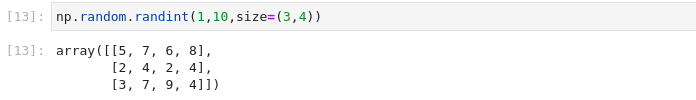 [13]: np.random.randint(1,10,size=(3,4))
[13]: array([[5, 7, 6, 8],
       [2, 4, 2, 4],
       [3, 7, 9, 4]])